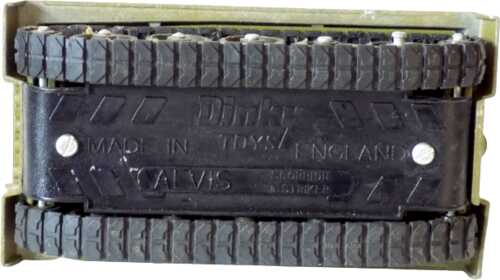 Dinky
TOYS
MADE IN ENGLAND
ALVIS SCORPION
& STRIKER